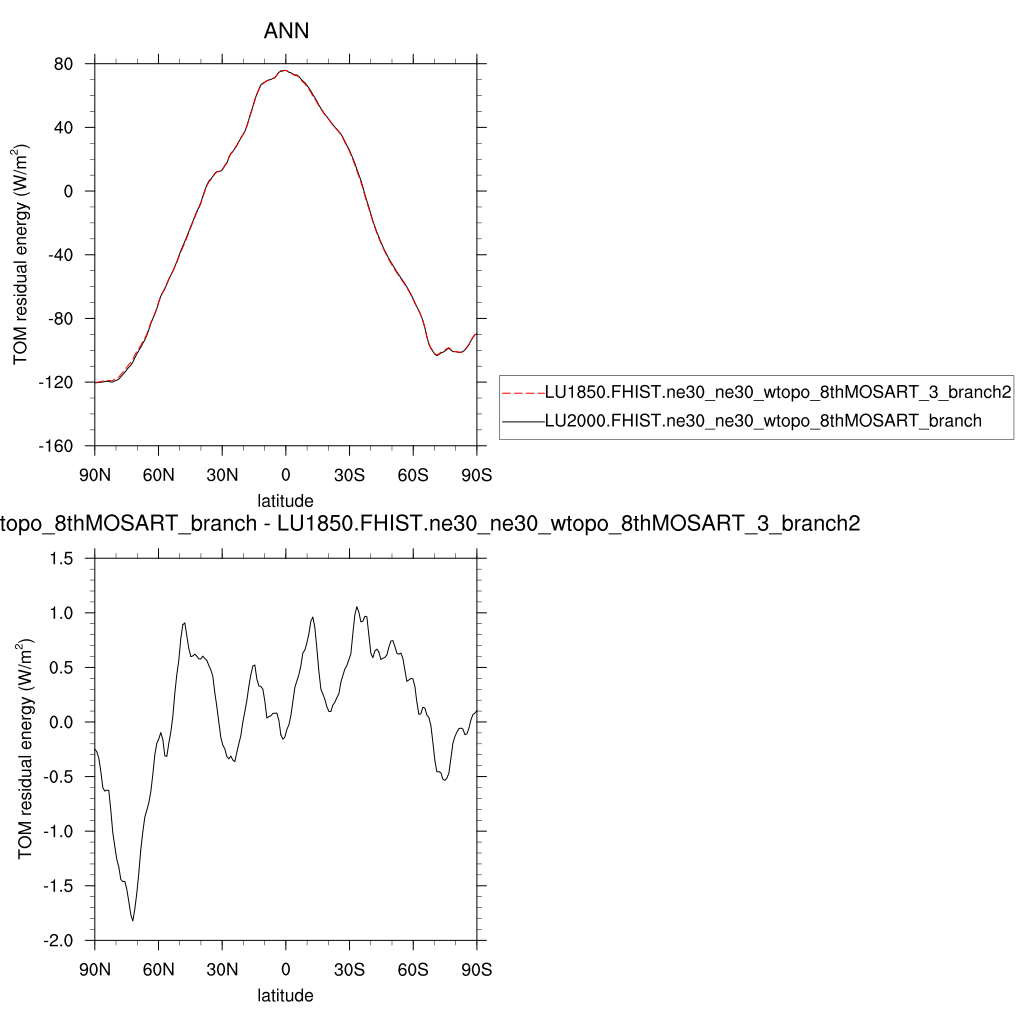 ANN
80
40
0
-40
-80
-120
-160
TOM residual energy (W/m²)
90N 60N 30N 0 30S 60S 90S
latitude
LU1850.FHIST.ne30_ne30_wtopo_8thMOSART_3_branch2
LU2000.FHIST.ne30_ne30_wtopo_8thMOSART_branch
topo_8thMOSART_branch - LU1850.FHIST.ne30_ne30_wtopo_8thMOSART_3_branch2
1.5
1.0
0.5
0.0
-0.5
-1.0
-1.5
-2.0
TOM residual energy (W/m²)
90N 60N 30N 0 30S 60S 90S
latitude